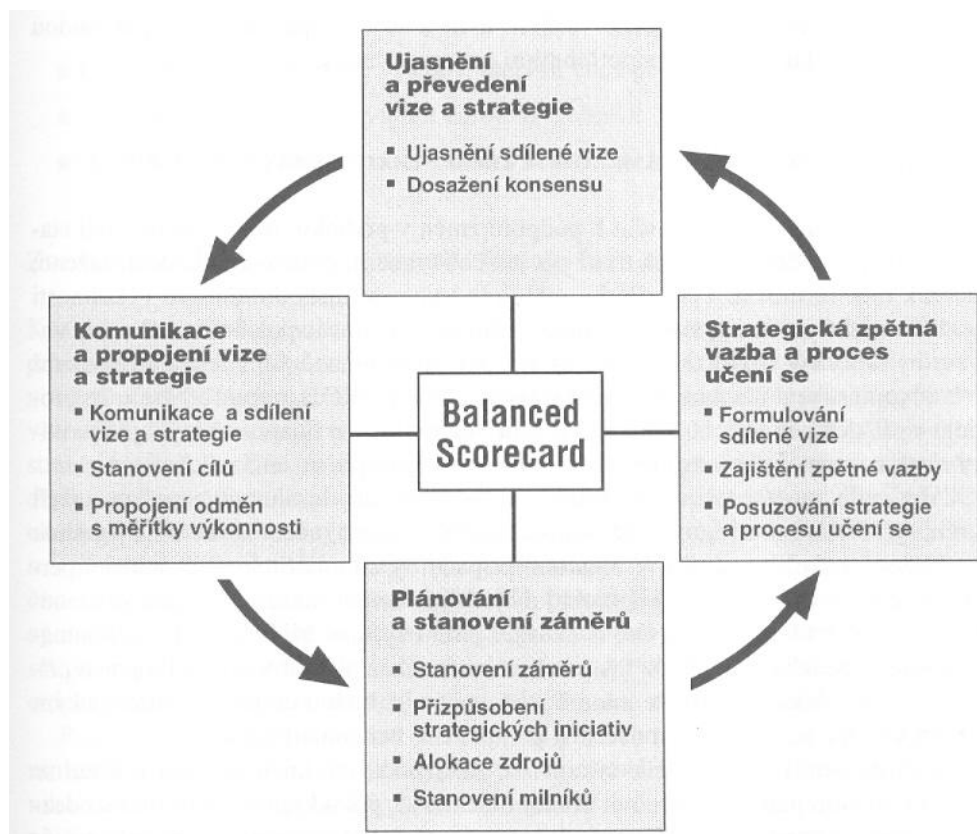 Ujasnění
a převedení
vize a strategie
▪ Ujasnění sdílené vize
▪ Dosažení konsensu
Komunikace
a propojení vize
a strategie
▪ Komunikace a sdílení
vize a strategie
▪ Stanovení cílů
▪ Propojení odměn
s měřítky výkonnosti
Balanced
Scorecard
Strategická zpětná
vazba a proces
učení se
▪ Formulování
sdílené vize
▪ Zajištění zpětné vazby
▪ Posuzování strategie
a procesu učení se
Plánování
a stanovení záměrů
▪ Stanovení záměrů
▪ Přizpůsobení
strategických iniciativ
▪ Alokace zdrojů
▪ Stanovení milníků